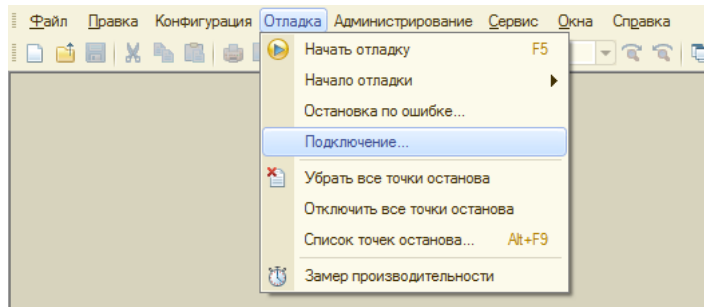 Файл Правка Конфигурация Отладка Администрирование Сервис Окна Справка
Начать отладку F5
Начало отладки
Остановка по ошибке...
Подключение...
Убрать все точки останова
Отключить все точки останова
Список точек останова... Alt+F9
Замер производительности